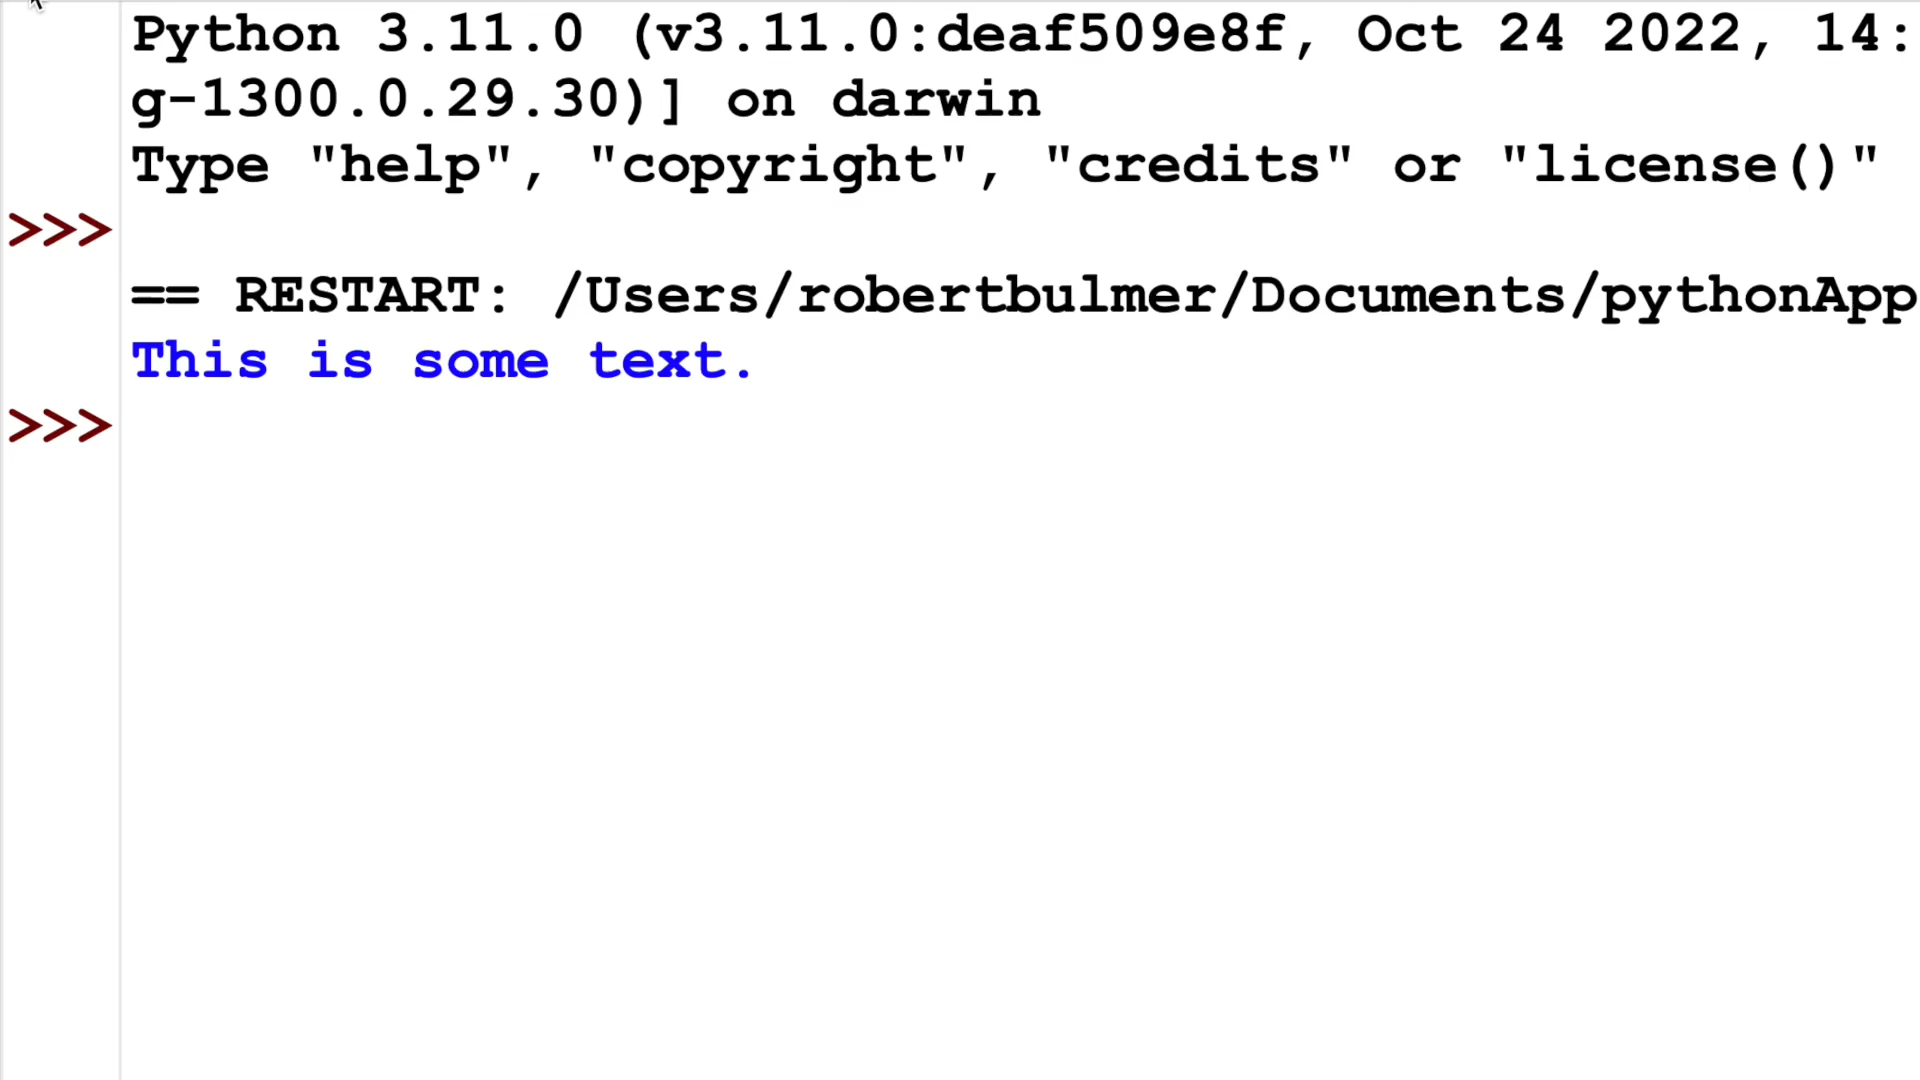 Python 3.11.0 (v3.11.0:deaf509e8f, Oct 24 2022, 14:
g-1300.0.29.30)] on darwin
Type "help", "copyright", "credits" or "license()"
>>>
== RESTART: /Users/robertbulmer/Documents/pythonApp
This is some text.
>>>